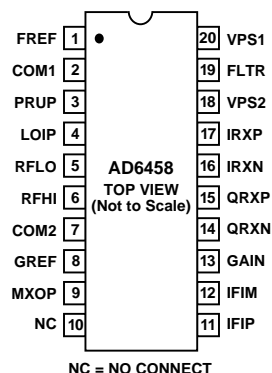 FREF 1 20 VPS1
COM1 2 19 FLTR
PRUP 3 18 VPS2
LOIP 4 17 IRXP
RFLO 5 16 IRXN
RFHI 6 15 QRXP
COM2 7 14 QRXN
GREF 8 13 GAIN
MXOP 9 12 IFIM
NC 10 11 IFIP
AD6458
TOP VIEW
(Not to Scale)
NC = NO CONNECT